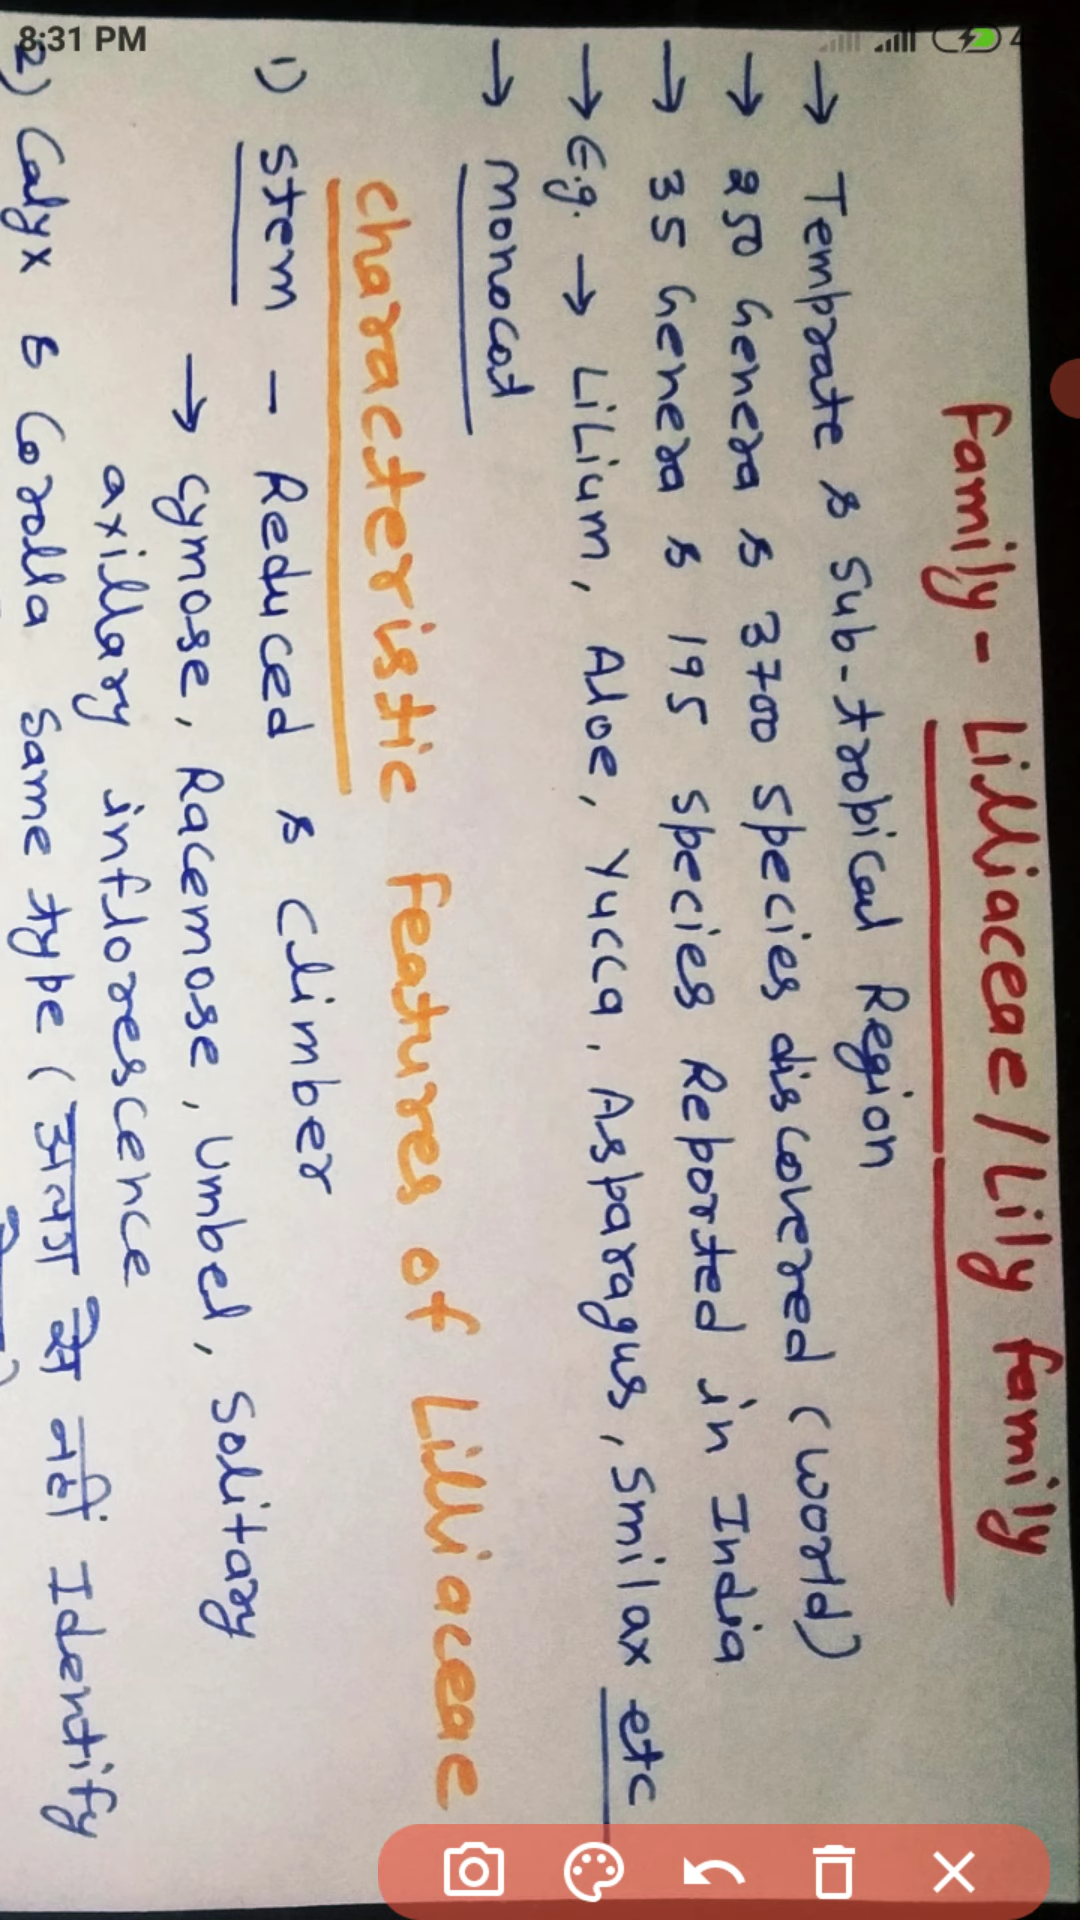 8:31 PM
Family - Lilliaceae / Lily family
→ Temprate & Sub-tropical Region
→ 250 Genera & 3700 species discovered (world)
→ 35 Genera & 195 species Reported in India
→ E.g. → Lilium, Aloe, Yucca, Asparagus, Smilax etc
→ monocot
Characteristic Features of Lilliaceae
1) Stem - Reduced & Climber
→ Cymose, Racemose, Umbel, Solitary
axillary inflorescence
2) Calyx & Corolla Same type (अलग से नहीं Identify